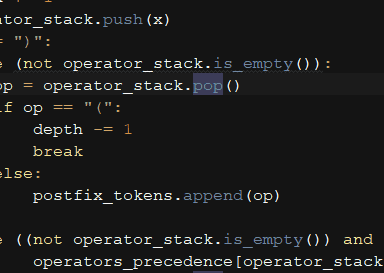 ator_stack.push(x)
= ")":
e (not operator_stack.is_empty()):
op = operator_stack.pop()
if op == "(":
depth -= 1
break
else:
postfix_tokens.append(op)
e ((not operator_stack.is_empty()) and
operators_precedence[operator_stack